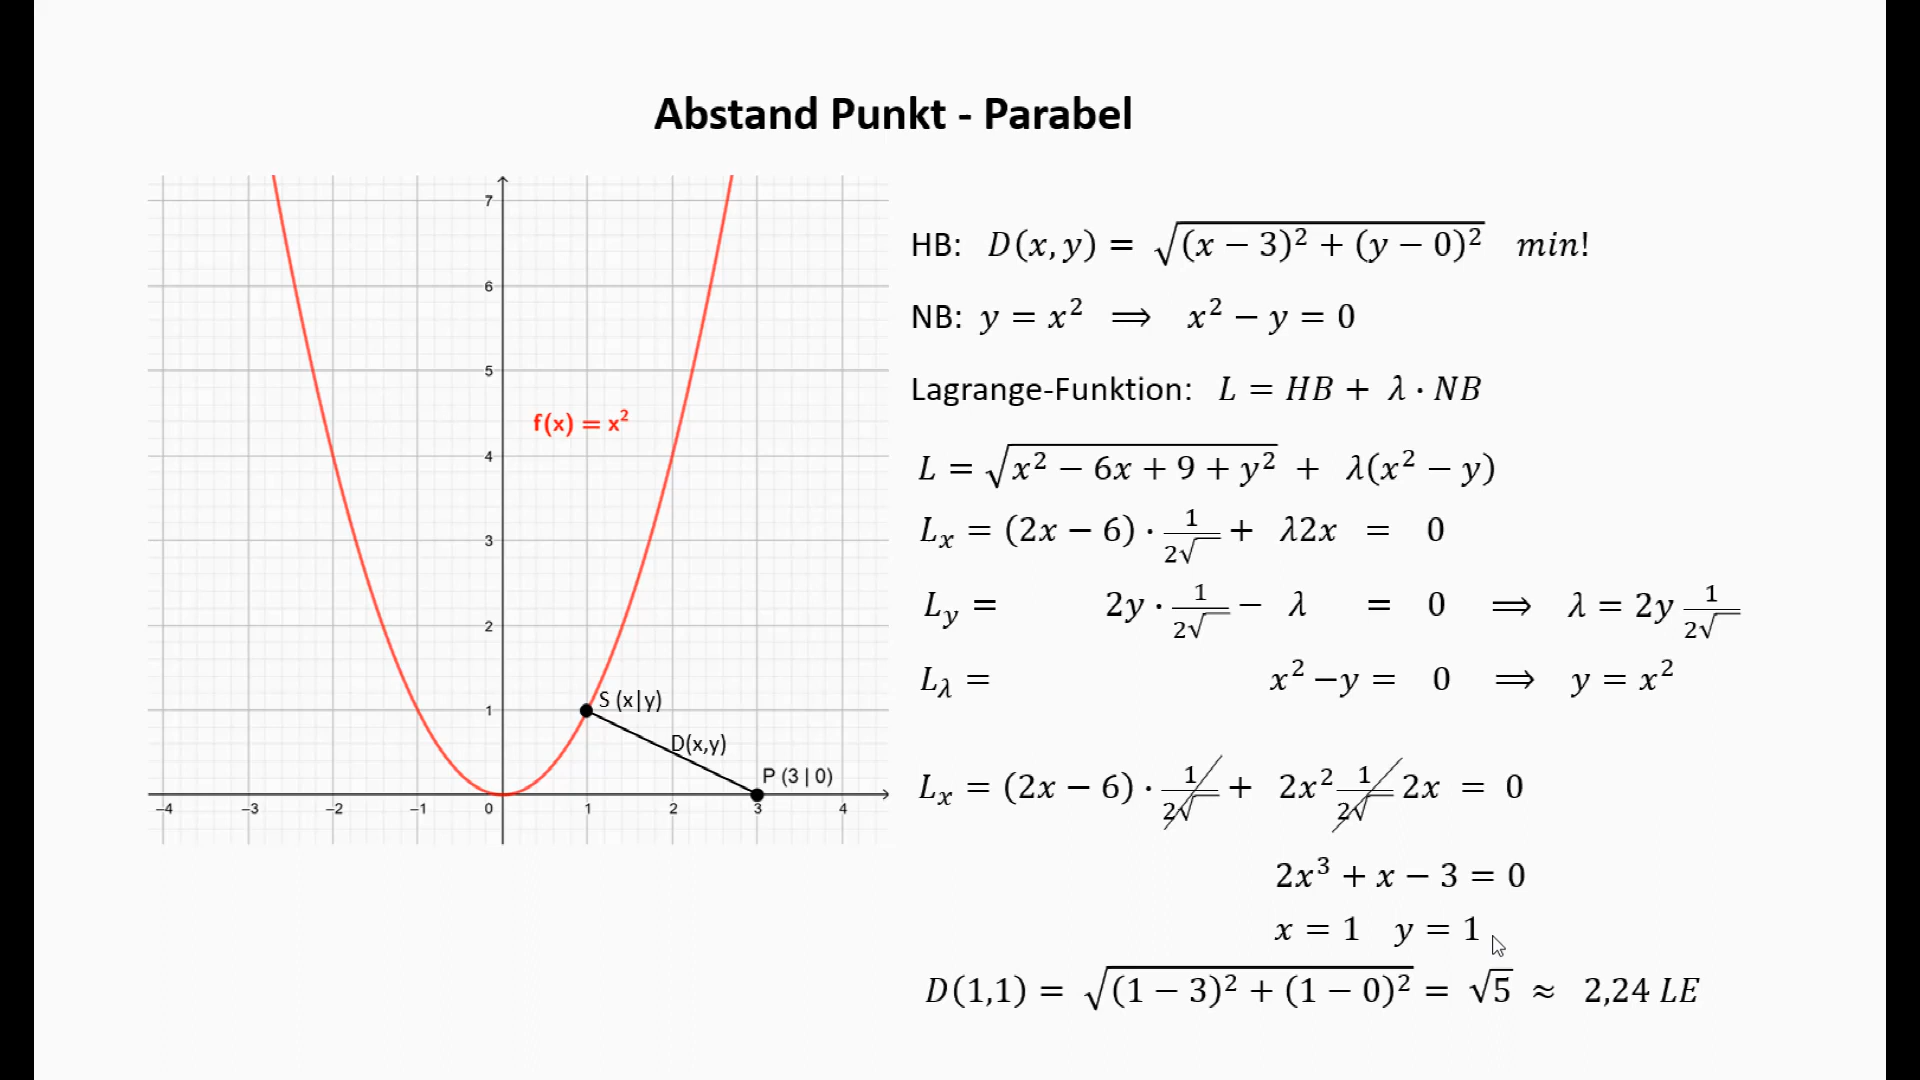 Abstand Punkt - Parabel
7
6
5
f(x) = x²
4
3
2
1
S (x|y)
D(x,y)
P (3 | 0)
−4 −3 −2 −1 0 1 2 3 4
HB: D(x, y) = √((x − 3)² + (y − 0)²) min!
NB: y = x² ⟹ x² − y = 0
Lagrange-Funktion: L = HB + λ · NB
L = √(x² − 6x + 9 + y²) + λ(x² − y)
Lₓ = (2x − 6) · 1/(2√) + λ2x = 0
L_y = 2y · 1/(2√) − λ = 0 ⟹ λ = 2y 1/(2√)
L_λ = x² − y = 0 ⟹ y = x²
Lₓ = (2x − 6) · 1/(2√) + 2x² 1/(2√) 2x = 0
2x³ + x − 3 = 0
x = 1 y = 1
D(1,1) = √((1 − 3)² + (1 − 0)²) = √5 ≈ 2,24 LE